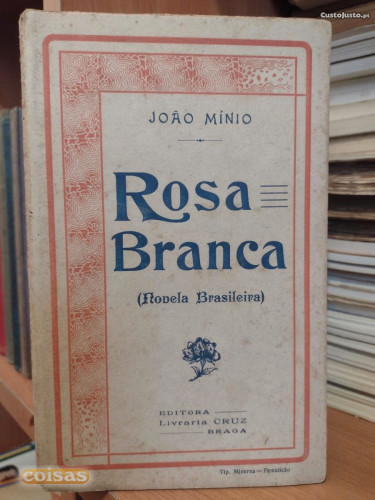 CustoJusto.pt
JOÃO MÍNIO
ROSA
BRANCA
(Novela Brasileira)
EDITORA
Livraria CRUZ
BRAGA
Tip. Minerva—Famalicão
coisas